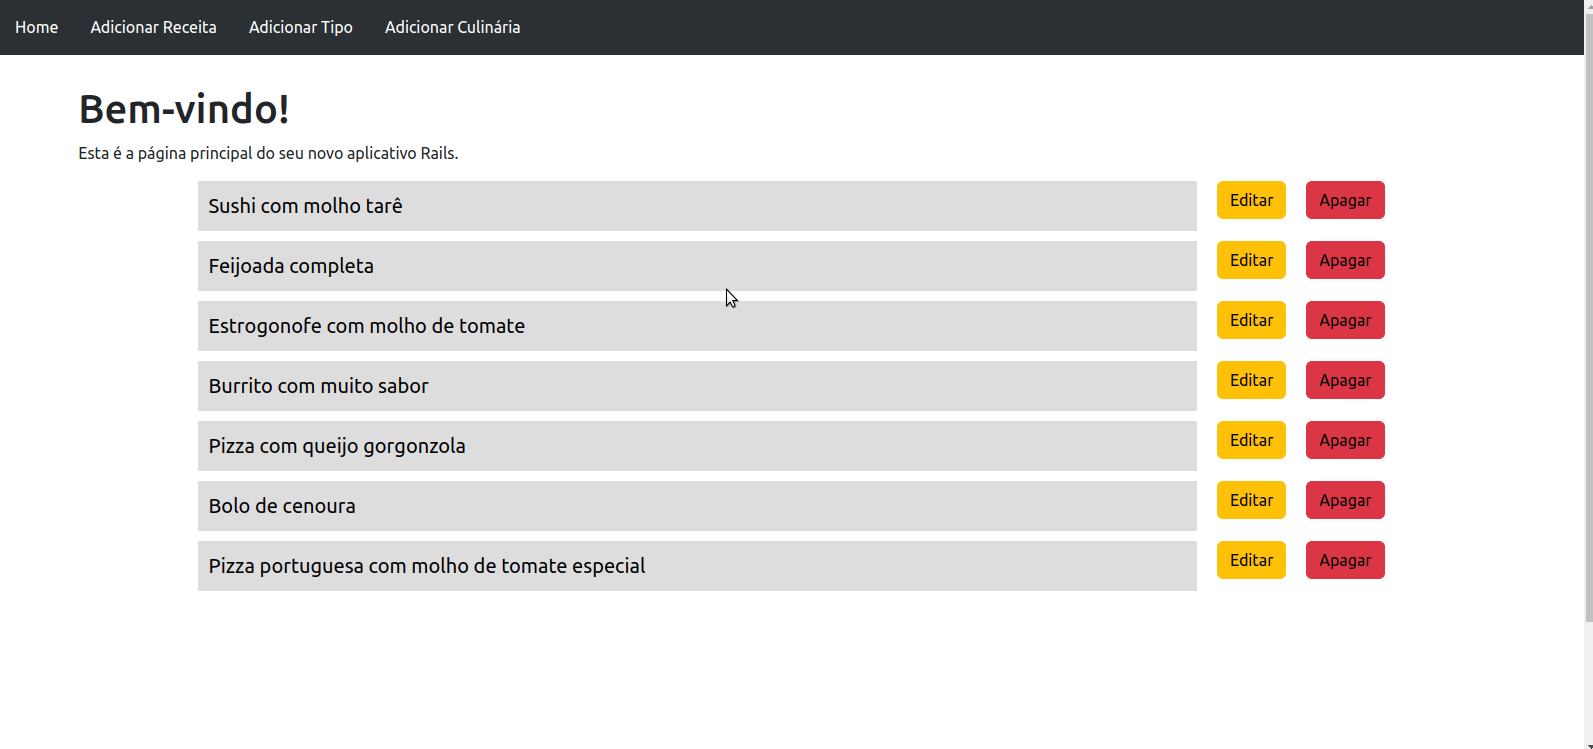 Home Adicionar Receita Adicionar Tipo Adicionar Culinária
Bem-vindo!
Esta é a página principal do seu novo aplicativo Rails.
Sushi com molho tarê Editar Apagar
Feijoada completa Editar Apagar
Estrogonofe com molho de tomate Editar Apagar
Burrito com muito sabor Editar Apagar
Pizza com queijo gorgonzola Editar Apagar
Bolo de cenoura Editar Apagar
Pizza portuguesa com molho de tomate especial Editar Apagar